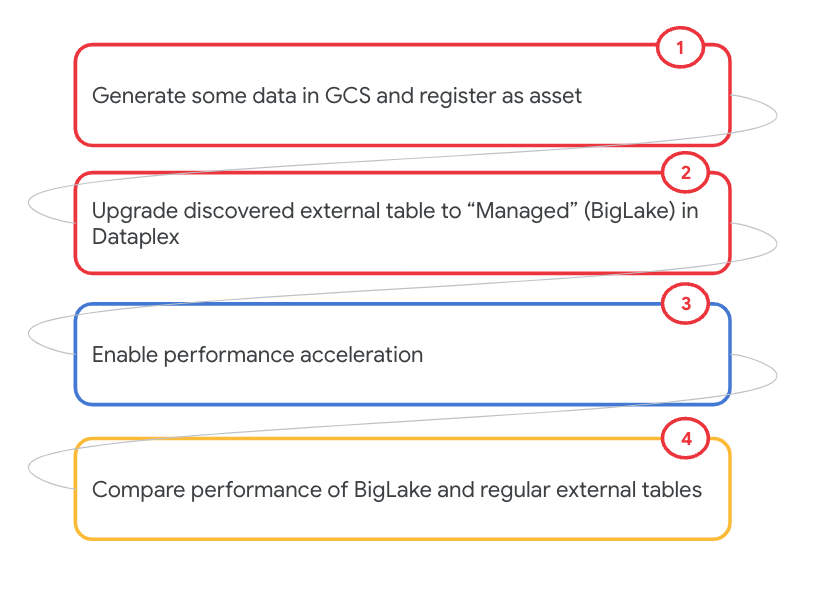 1
Generate some data in GCS and register as asset
2
Upgrade discovered external table to “Managed” (BigLake) in
Dataplex
3
Enable performance acceleration
4
Compare performance of BigLake and regular external tables